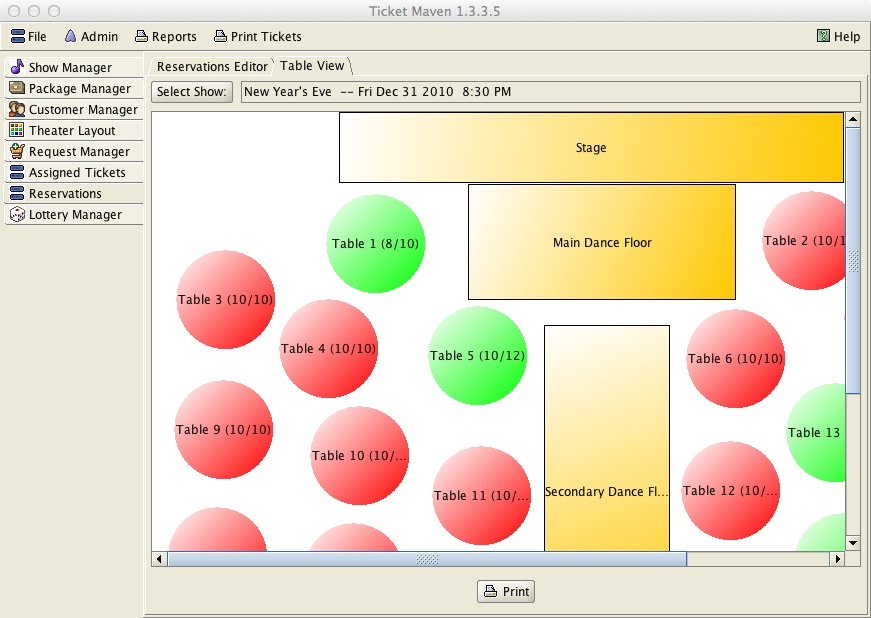 Ticket Maven 1.3.3.5
File Admin Reports Print Tickets Help
Show Manager
Package Manager
Customer Manager
Theater Layout
Request Manager
Assigned Tickets
Reservations
Lottery Manager
Reservations Editor Table View
Select Show: New Year's Eve -- Fri Dec 31 2010 8:30 PM
Stage
Table 1 (8/10)
Main Dance Floor
Table 2 (10/1
Table 3 (10/10)
Table 4 (10/10)
Table 5 (10/12)
Table 6 (10/10)
Table 9 (10/10)
Table 10 (10/...
Table 11 (10/...
Secondary Dance Fl...
Table 12 (10/...
Table 13
Print